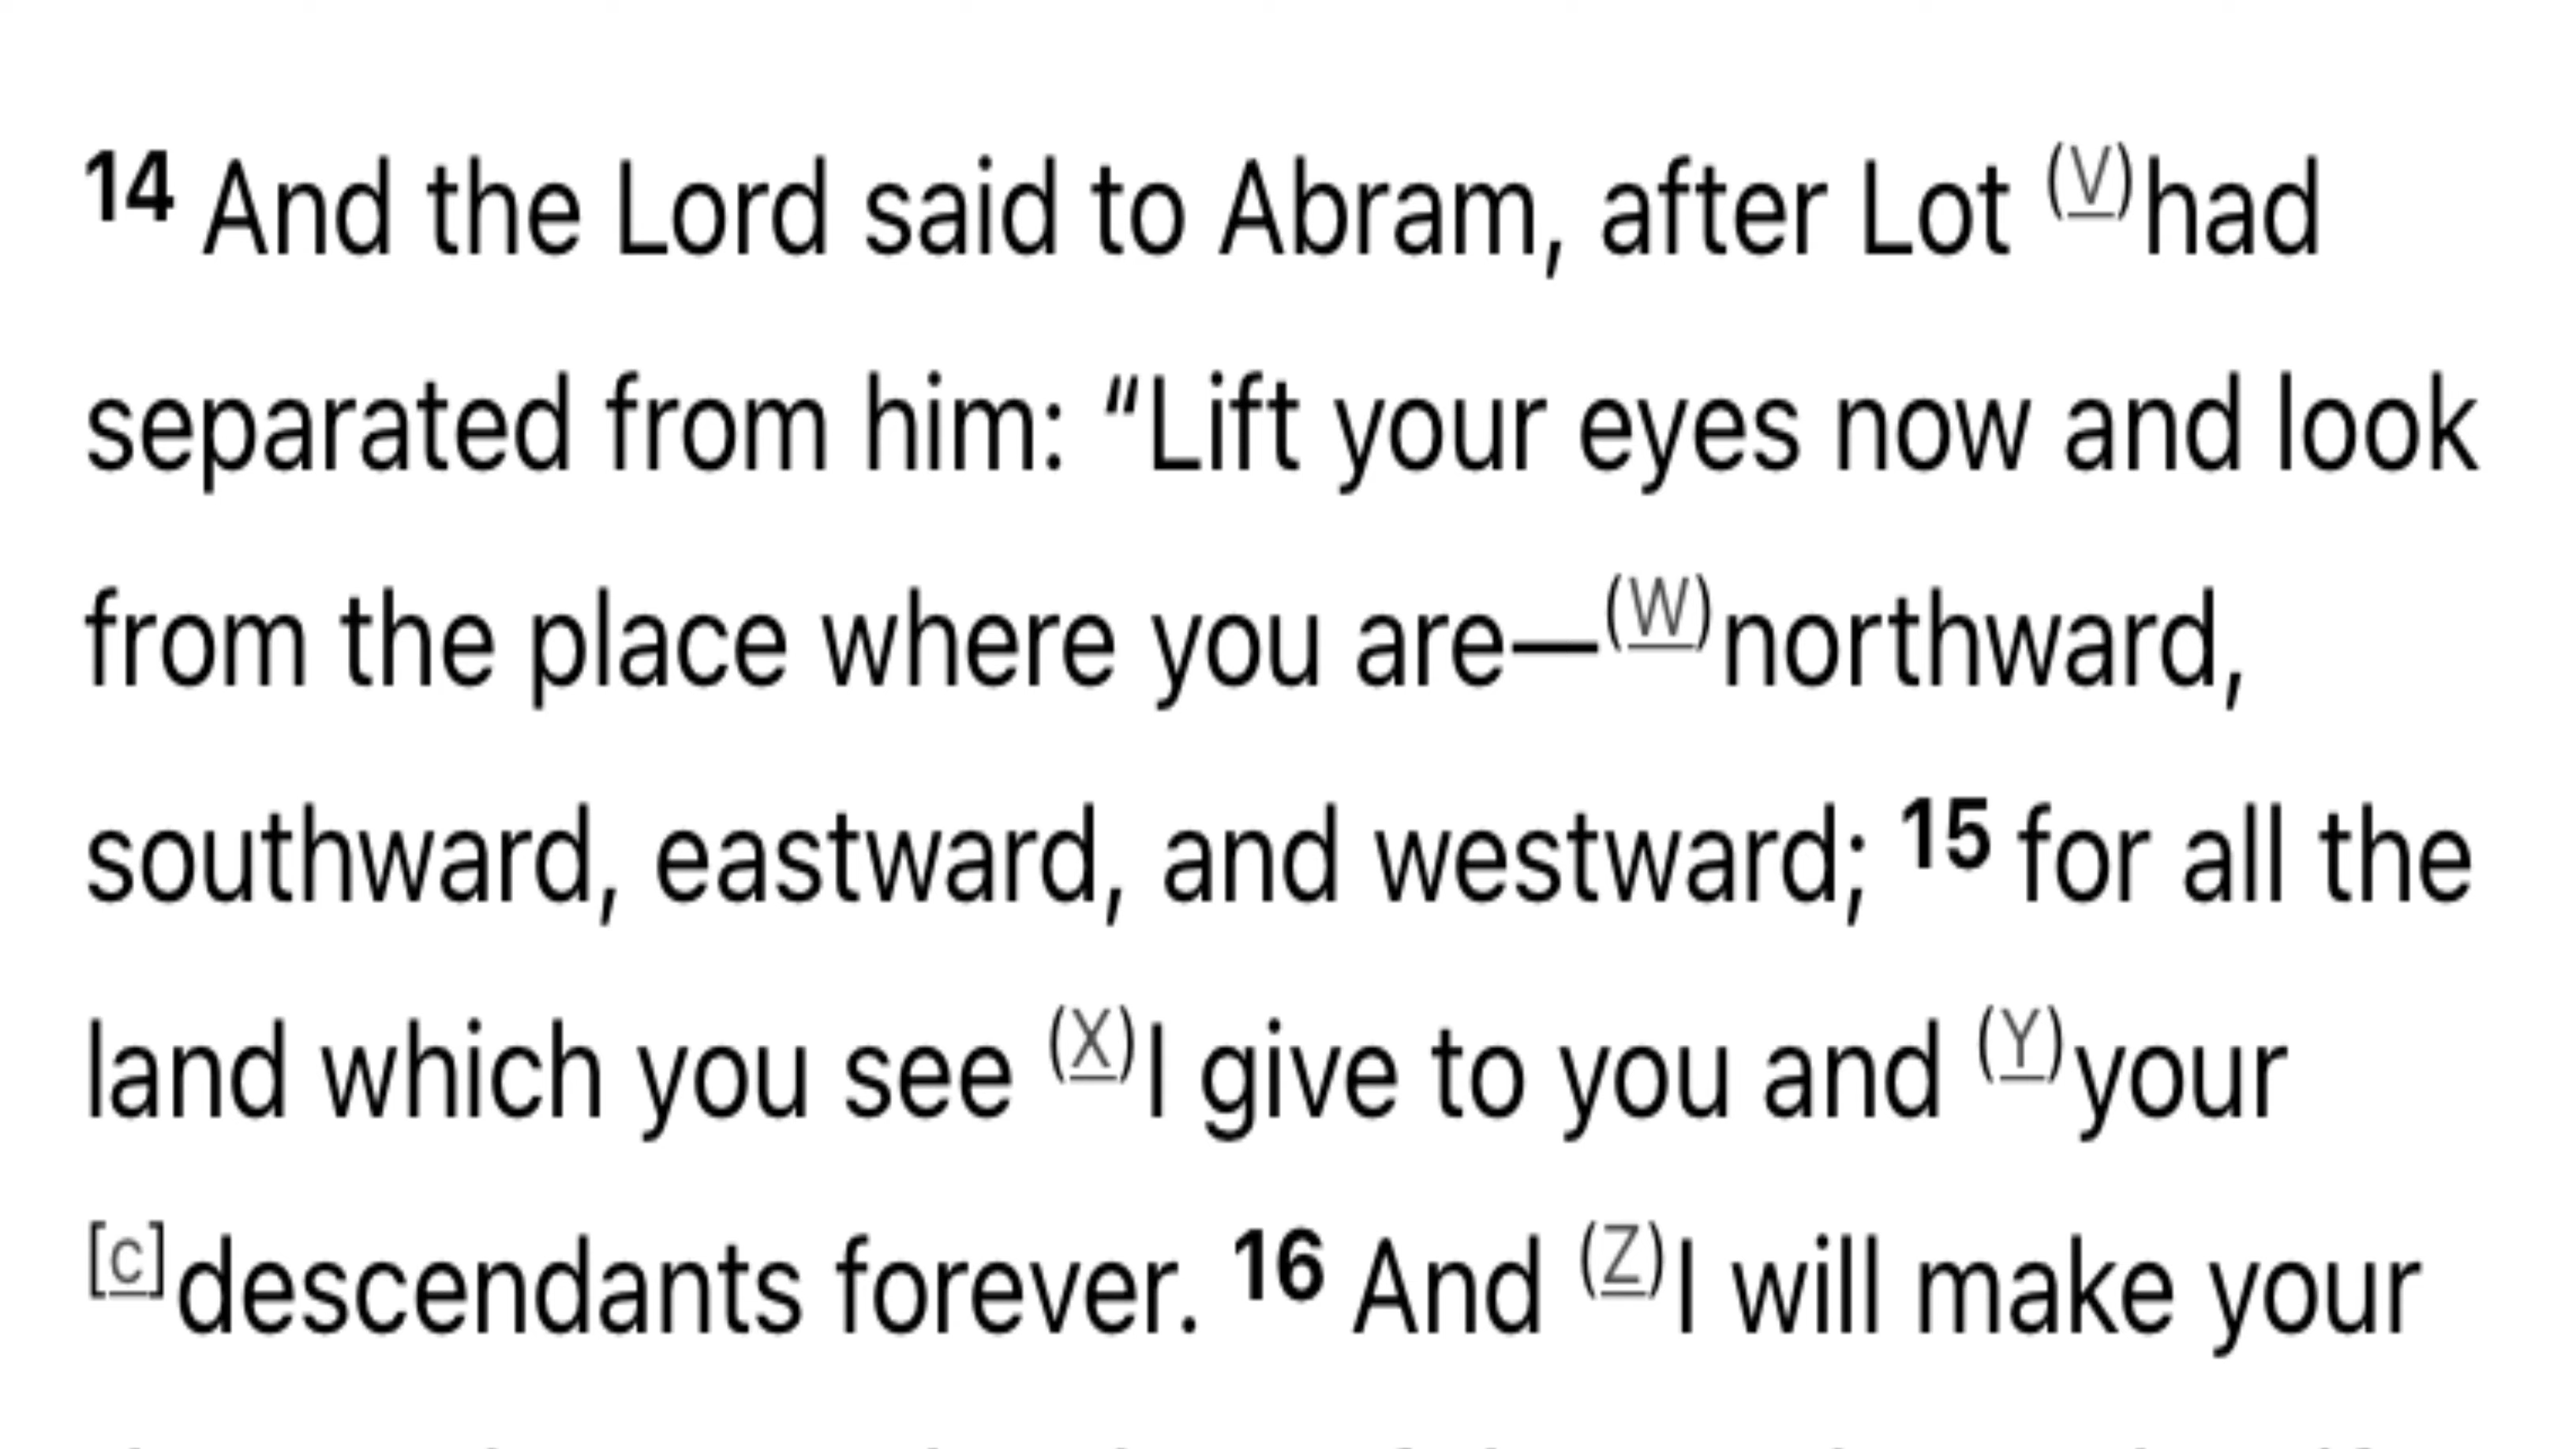 14 And the Lord said to Abram, after Lot (V)had
separated from him: “Lift your eyes now and look
from the place where you are—(W)northward,
southward, eastward, and westward; 15 for all the
land which you see (X)I give to you and (Y)your
[c]descendants forever. 16 And (Z)I will make your